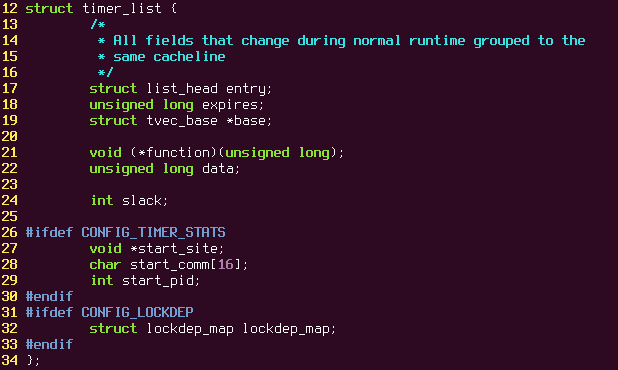 12 struct timer_list {
13         /*
14          * All fields that change during normal runtime grouped to the
15          * same cacheline
16          */
17         struct list_head entry;
18         unsigned long expires;
19         struct tvec_base *base;
20
21         void (*function)(unsigned long);
22         unsigned long data;
23
24         int slack;
25
26 #ifdef CONFIG_TIMER_STATS
27         void *start_site;
28         char start_comm[16];
29         int start_pid;
30 #endif
31 #ifdef CONFIG_LOCKDEP
32         struct lockdep_map lockdep_map;
33 #endif
34 };